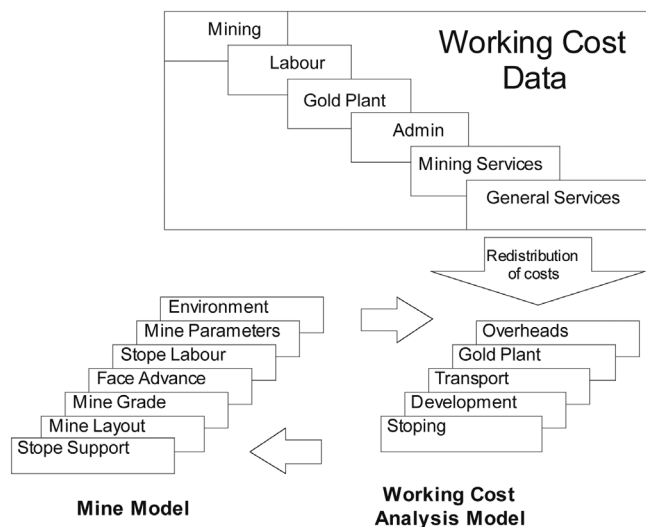 Mining
Labour
Gold Plant
Admin
Mining Services
General Services
Working Cost
Data
Redistribution
of costs
Environment
Mine Parameters
Stope Labour
Face Advance
Mine Grade
Mine Layout
Stope Support
Mine Model
Overheads
Gold Plant
Transport
Development
Stoping
Working Cost
Analysis Model